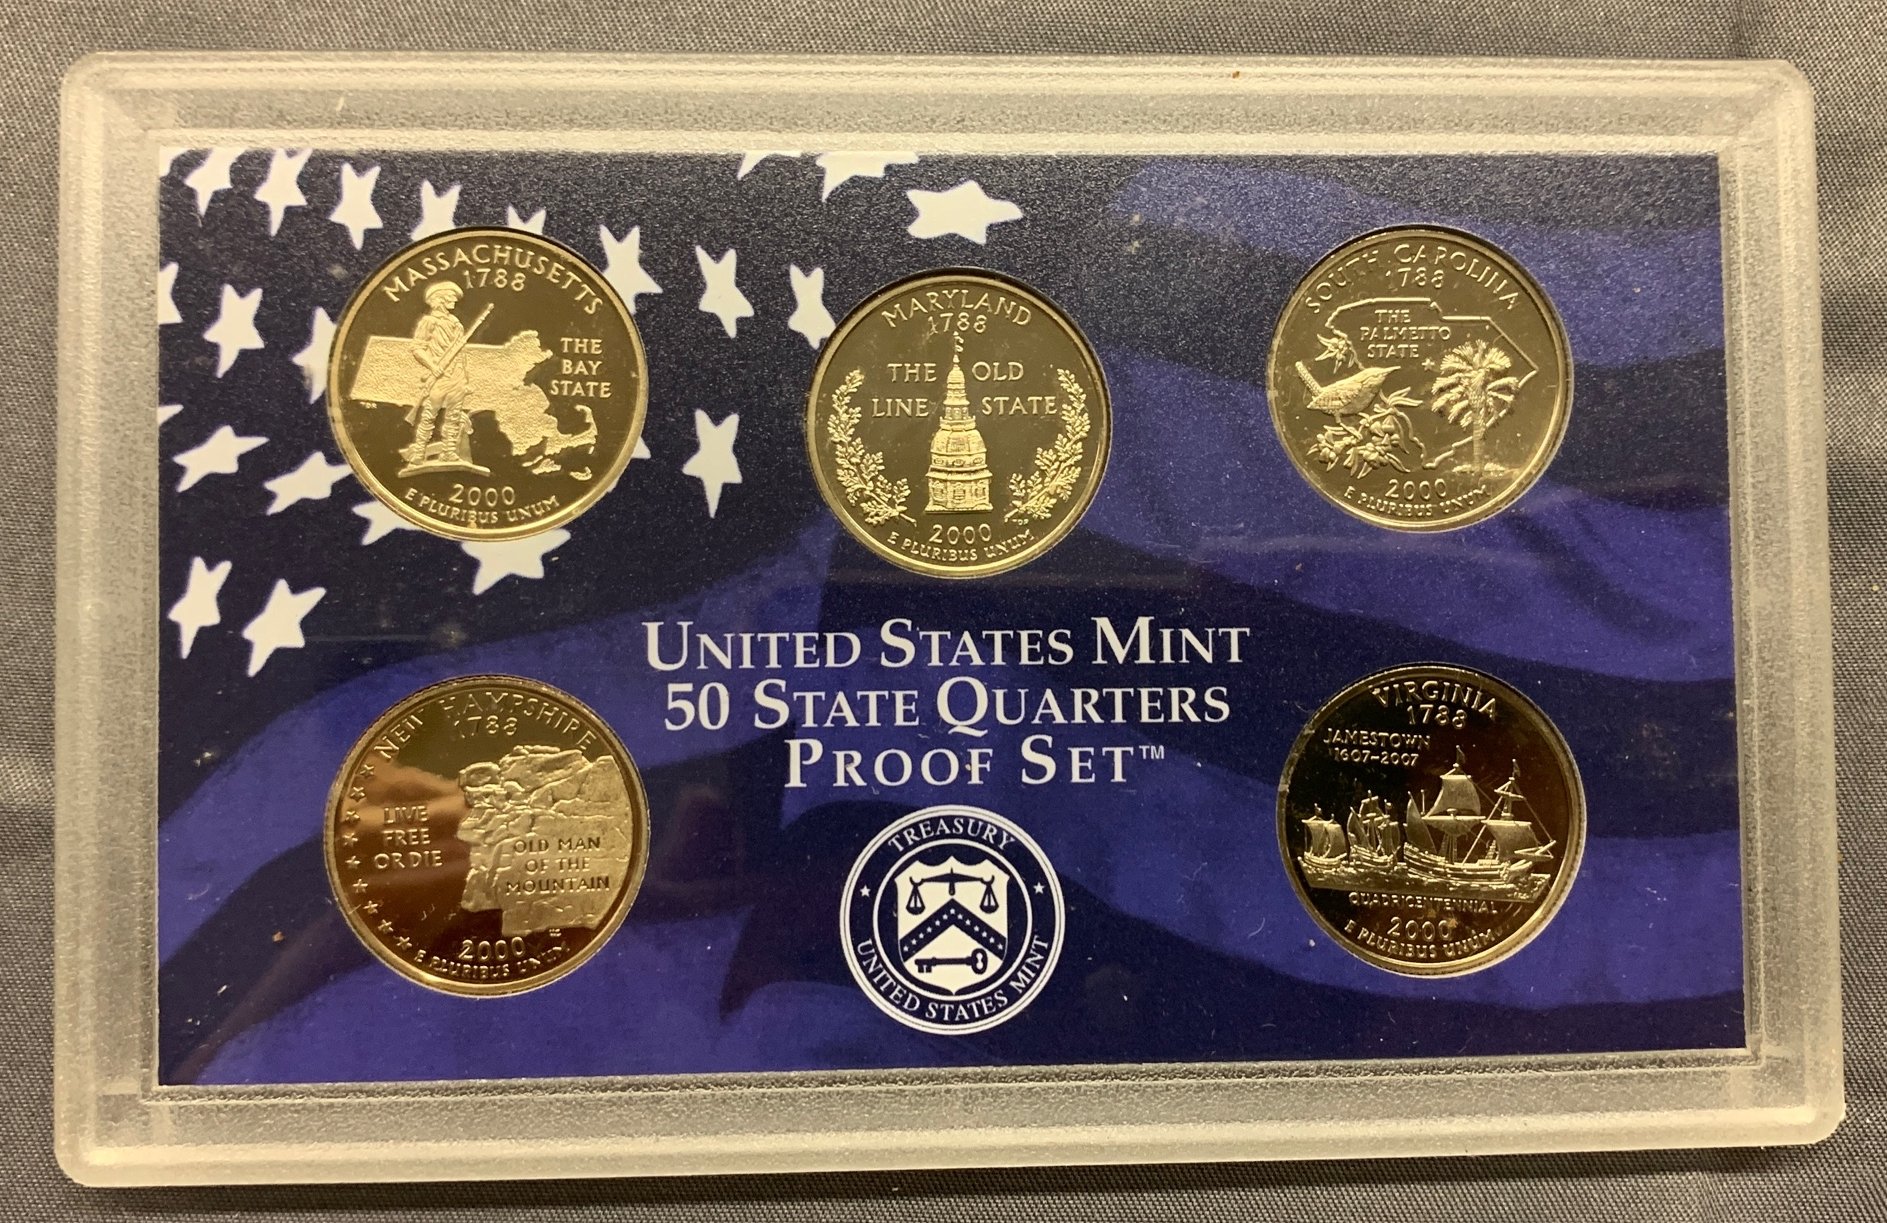 MASSACHUSETTS
1788
THE
BAY
STATE
2000
E PLURIBUS UNUM
MARYLAND
1788
THE OLD
LINE STATE
2000
E PLURIBUS UNUM
SOUTH CAROLINA
1788
THE
PALMETTO
STATE
2000
E PLURIBUS UNUM
UNITED STATES MINT
50 STATE QUARTERS
PROOF SET™
NEW HAMPSHIRE
1788
LIVE
FREE
OR DIE
OLD MAN
OF THE
MOUNTAIN
2000
E PLURIBUS UNUM
TREASURY
UNITED STATES MINT
VIRGINIA
1788
JAMESTOWN
1607-2007
QUADRICENTENNIAL
2000
E PLURIBUS UNUM